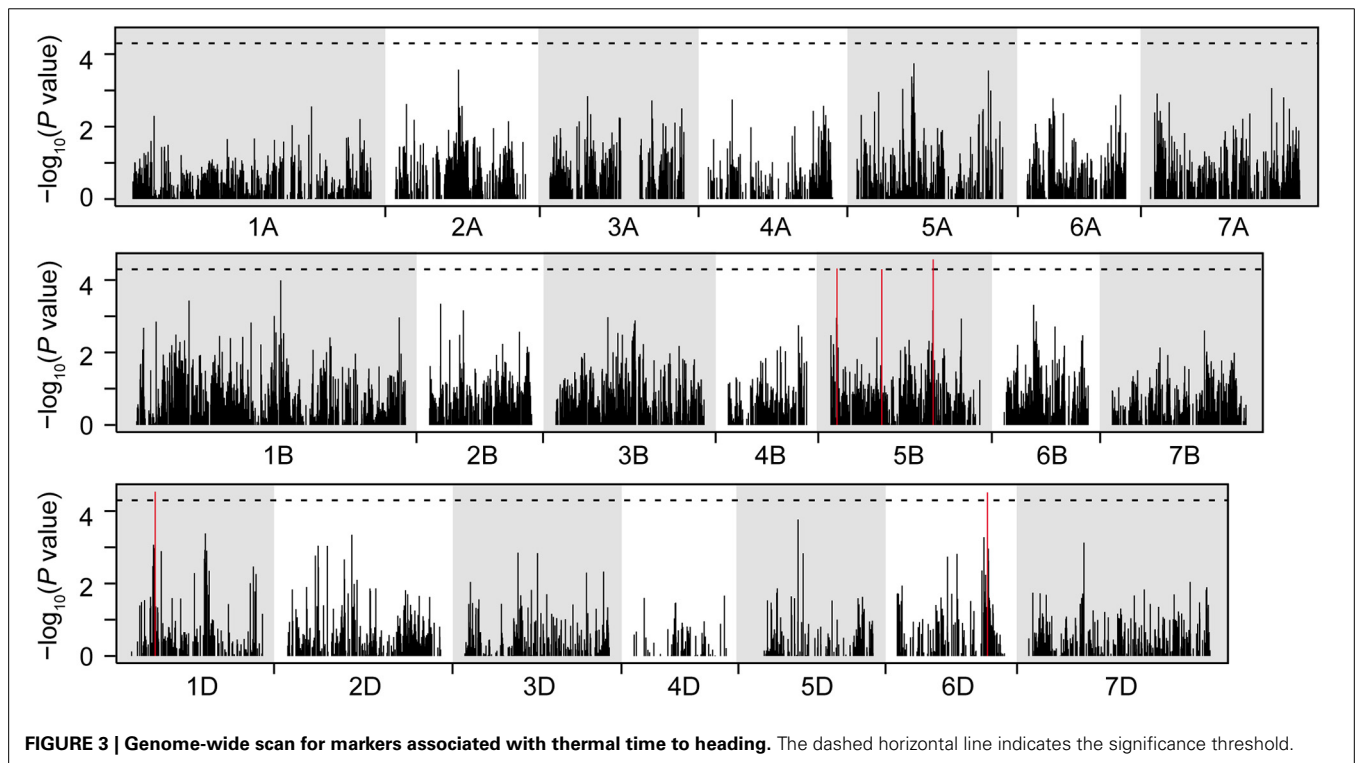 −log10(P value)
4
2
0
1A 2A 3A 4A 5A 6A 7A
−log10(P value)
4
2
0
1B 2B 3B 4B 5B 6B 7B
−log10(P value)
4
2
0
1D 2D 3D 4D 5D 6D 7D
FIGURE 3 | Genome-wide scan for markers associated with thermal time to heading. The dashed horizontal line indicates the significance threshold.